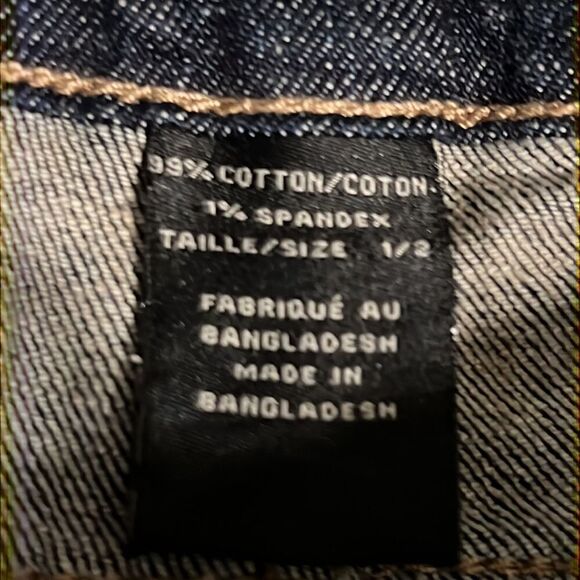 99% COTTON/COTON
1% SPANDEX
TAILLE/SIZE 1/2
FABRIQUÉ AU
BANGLADESH
MADE IN
BANGLADESH